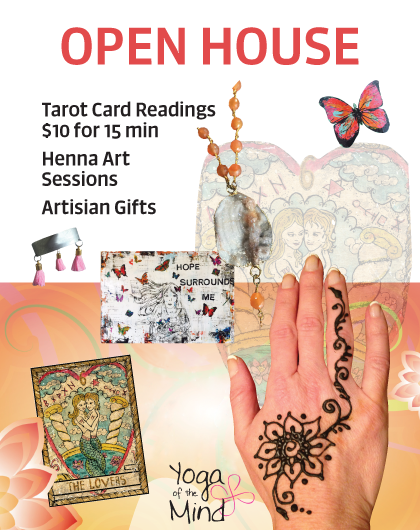 OPEN HOUSE
Tarot Card Readings
$10 for 15 min
Henna Art
Sessions
Artisian Gifts
HOPE
SURROUNDS
ME
THE LOVERS
Yoga
of the
Mind